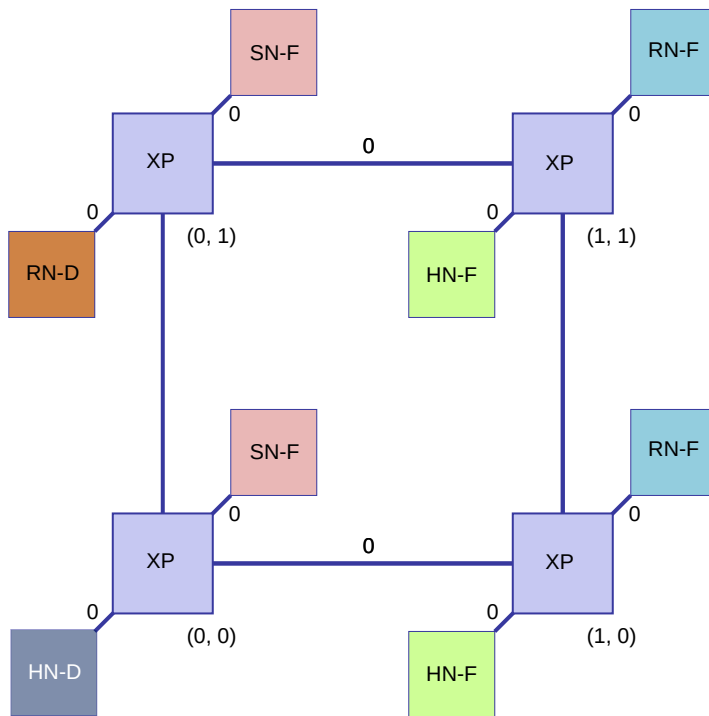 SN-F
RN-F
0
0
XP
0
XP
0
0
(0, 1)
(1, 1)
RN-D
HN-F
SN-F
RN-F
0
0
XP
0
XP
0
0
(0, 0)
(1, 0)
HN-D
HN-F